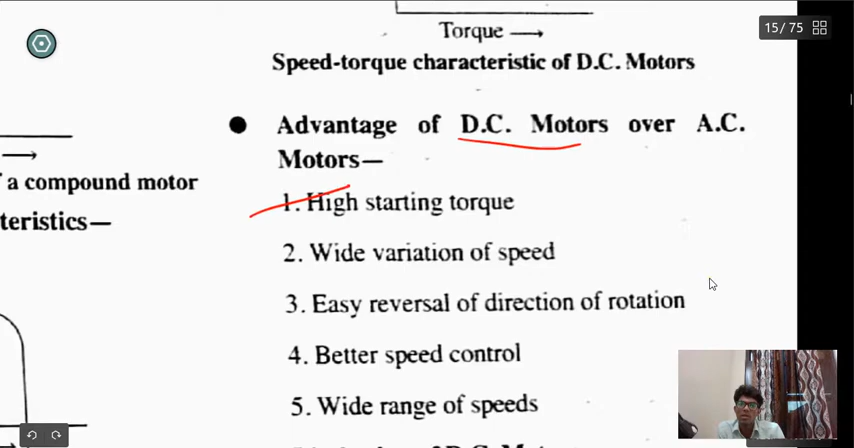 15 / 75
Torque →
Speed-torque characteristic of D.C. Motors
● Advantage of D.C. Motors over A.C.
Motors—
a compound motor
teristics—
1. High starting torque
2. Wide variation of speed
3. Easy reversal of direction of rotation
4. Better speed control
5. Wide range of speeds